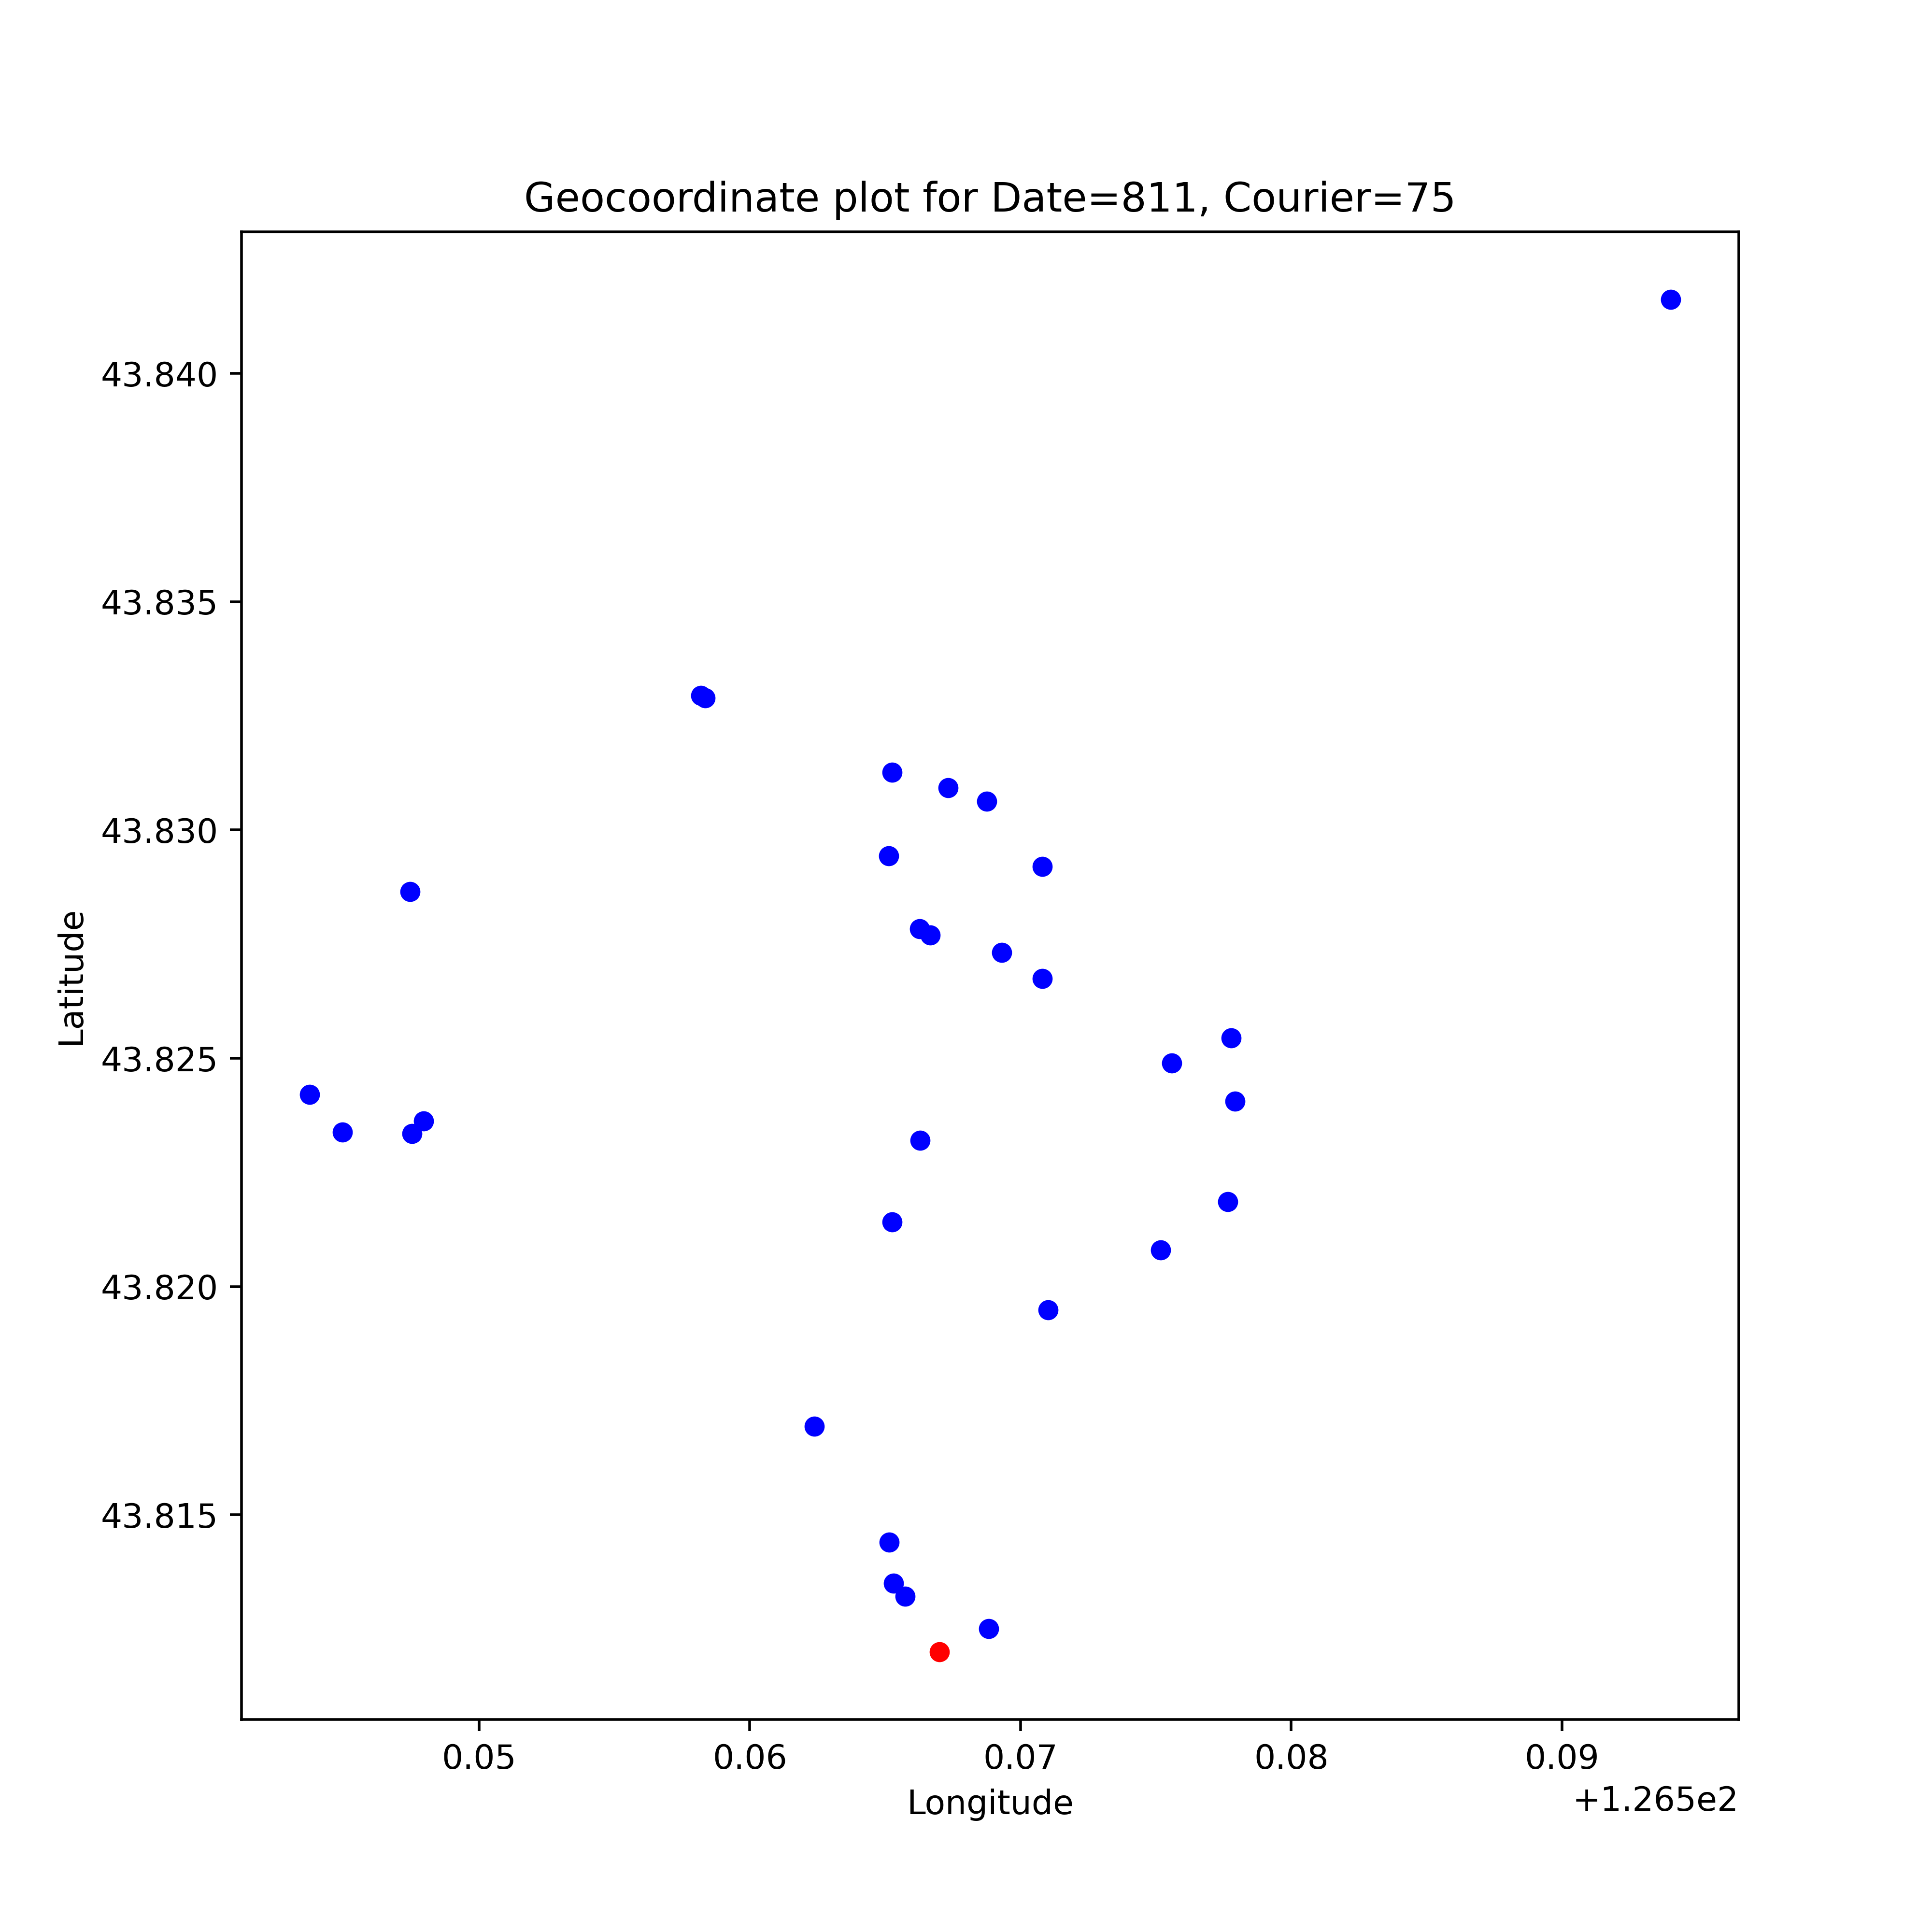 Geocoordinate plot for Date=811, Courier=75
43.840
43.835
43.830
43.825
43.820
43.815
Latitude
0.05 0.06 0.07 0.08 0.09
+1.265e2
Longitude